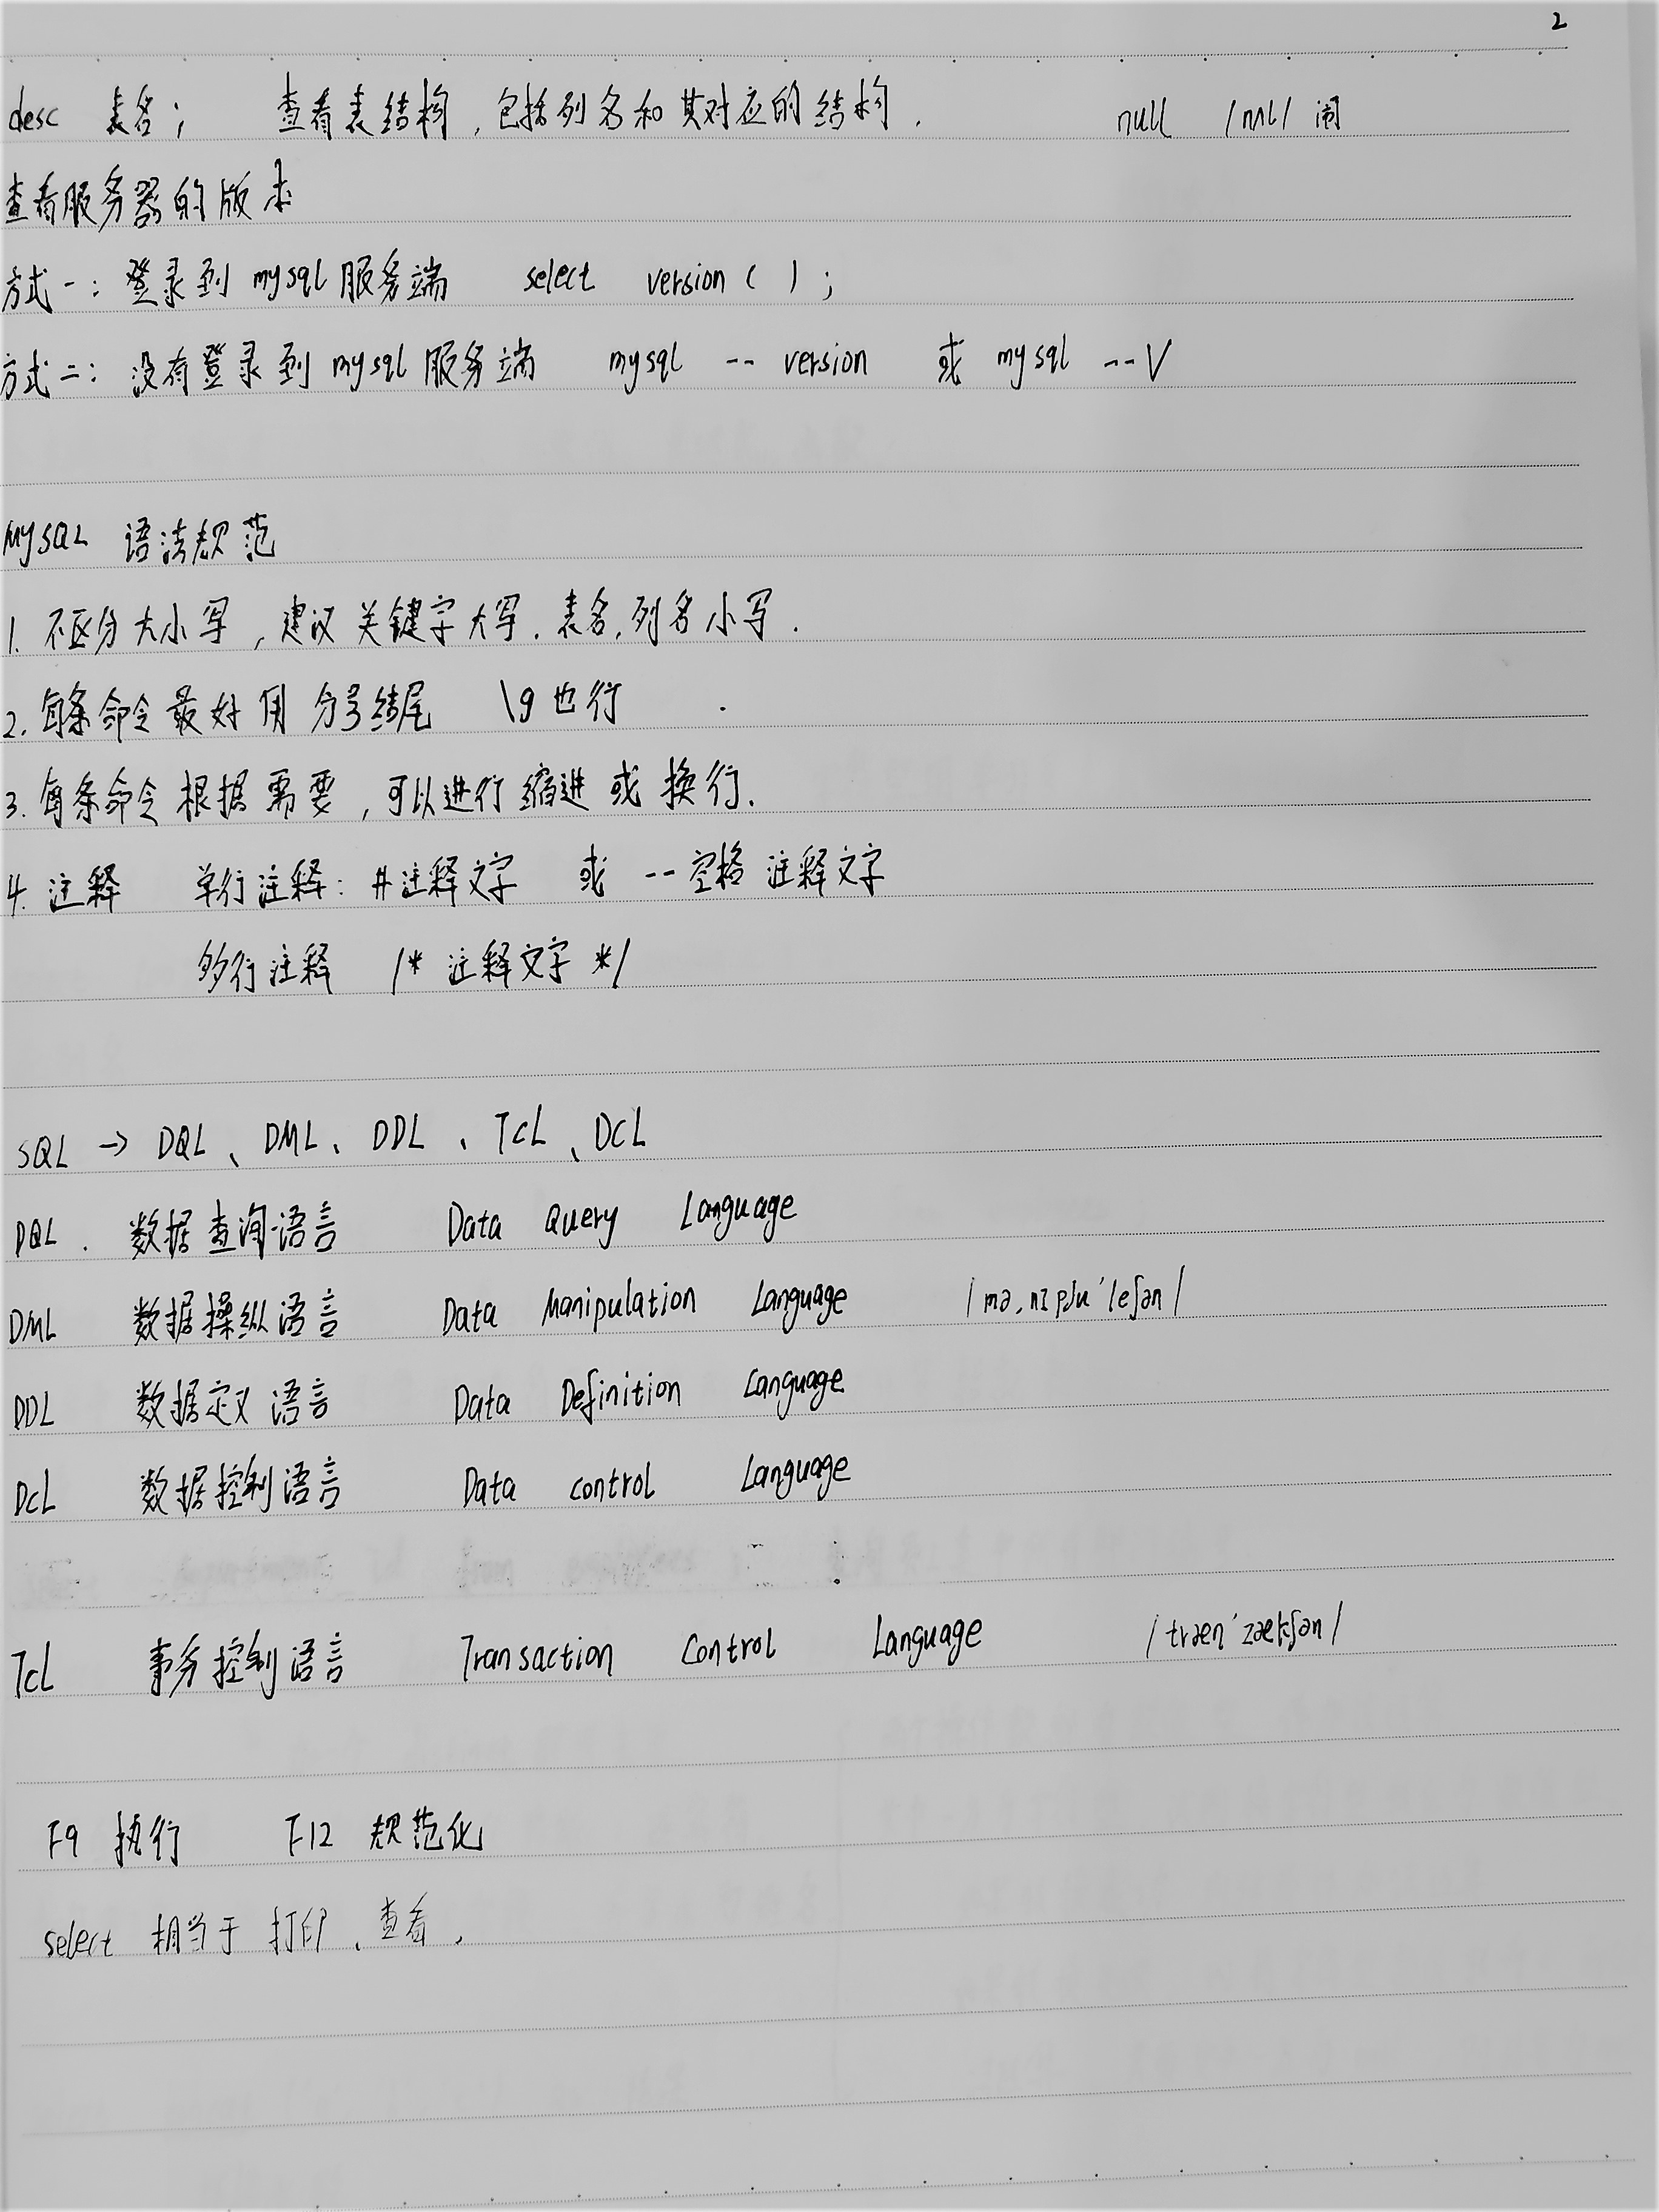 2
desc 表名; 查看表结构,包括列名和其对应的结构. null /nʌl/ 闹
查看服务器的版本
方式一: 登录到 mysql 服务端 select version ( ) ;
方式二: 没有登录到 mysql 服务端 mysql -- version 或 mysql --V
MySQL 语法规范
1. 不区分大小写,建议关键字大写.表名,列名小写.
2. 每条命令最好用分号结尾 \g 也行
3. 每条命令根据需要,可以进行缩进或换行.
4. 注释 单行注释: #注释文字 或 --空格 注释文字
多行注释 /* 注释文字 */
SQL → DQL、DML、DDL、TCL、DCL
DQL. 数据查询语言 Data Query Language
DML 数据操纵语言 Data Manipulation Language
DDL 数据定义语言 Data Definition Language
DCL 数据控制语言 Data control Language
TCL 事务控制语言 Transaction Control Language /træn'zækʃən/
F9 执行 F12 规范化
select 相当于 打印、查看.